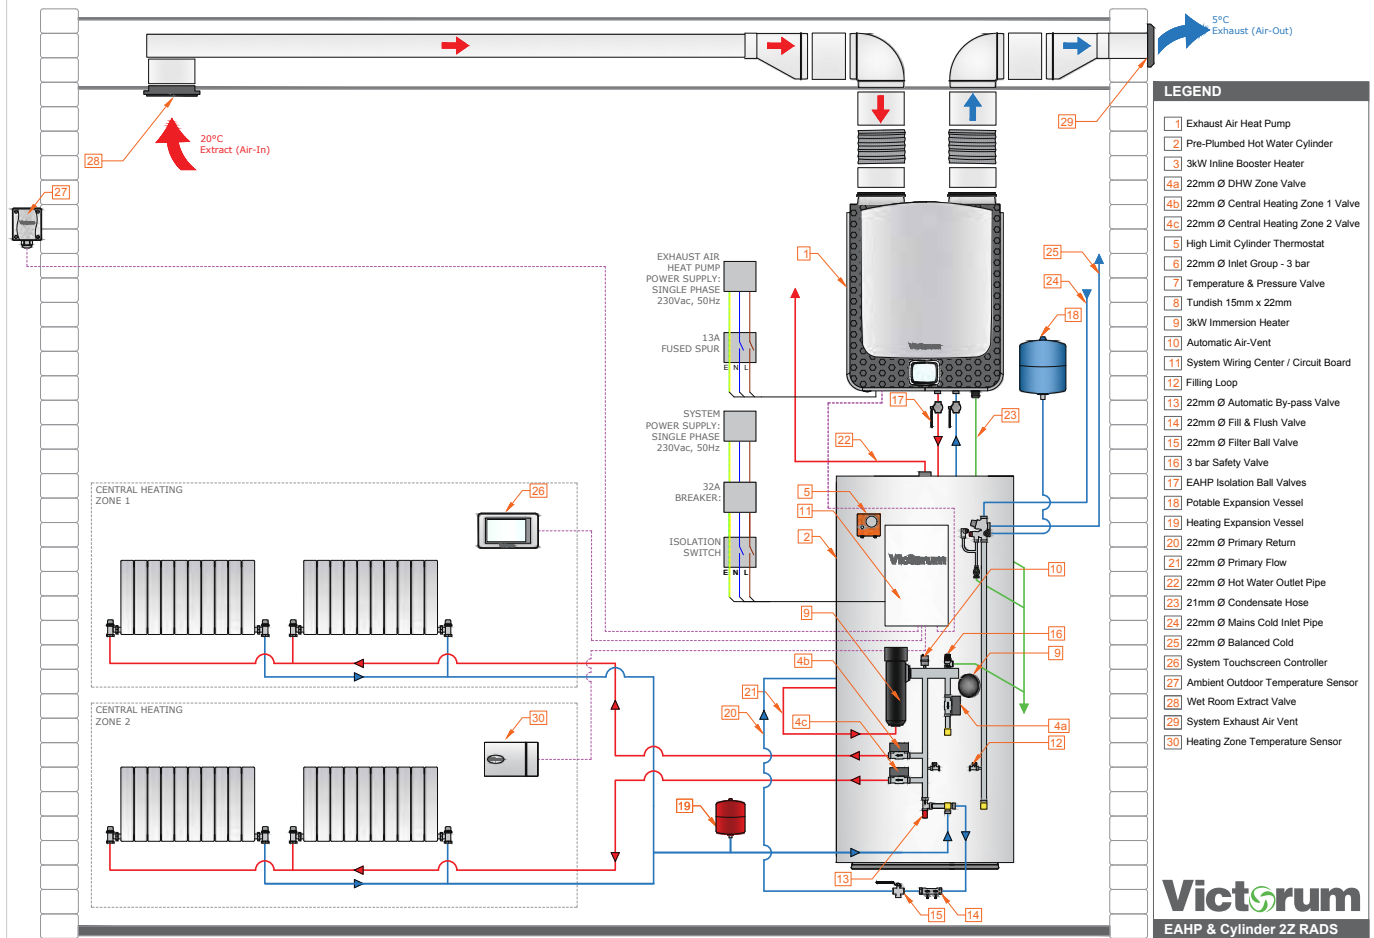 5°C
Exhaust (Air-Out)
29
28
20°C
Extract (Air-In)
27
EXHAUST AIR
HEAT PUMP
POWER SUPPLY:
SINGLE PHASE
230Vac, 50Hz
13A
FUSED SPUR
E N L
1
Victorum
25
24
18
17
23
22
SYSTEM
POWER SUPPLY:
SINGLE PHASE
230Vac, 50Hz
32A
BREAKER:
ISOLATION
SWITCH
E N L
5
11
2
Victorum
10
9
16
9
4b
21
20
4c
4a
12
CENTRAL HEATING
ZONE 1
26
CENTRAL HEATING
ZONE 2
30
19
13
15
14
LEGEND
1 Exhaust Air Heat Pump
2 Pre-Plumbed Hot Water Cylinder
3 3kW Inline Booster Heater
4a 22mm Ø DHW Zone Valve
4b 22mm Ø Central Heating Zone 1 Valve
4c 22mm Ø Central Heating Zone 2 Valve
5 High Limit Cylinder Thermostat
6 22mm Ø Inlet Group - 3 bar
7 Temperature & Pressure Valve
8 Tundish 15mm x 22mm
9 3kW Immersion Heater
10 Automatic Air-Vent
11 System Wiring Center / Circuit Board
12 Filling Loop
13 22mm Ø Automatic By-pass Valve
14 22mm Ø Fill & Flush Valve
15 22mm Ø Filter Ball Valve
16 3 bar Safety Valve
17 EAHP Isolation Ball Valves
18 Potable Expansion Vessel
19 Heating Expansion Vessel
20 22mm Ø Primary Return
21 22mm Ø Primary Flow
22 22mm Ø Hot Water Outlet Pipe
23 21mm Ø Condensate Hose
24 22mm Ø Mains Cold Inlet Pipe
25 22mm Ø Balanced Cold
26 System Touchscreen Controller
27 Ambient Outdoor Temperature Sensor
28 Wet Room Extract Valve
29 System Exhaust Air Vent
30 Heating Zone Temperature Sensor
Victorum
EAHP & Cylinder 2Z RADS